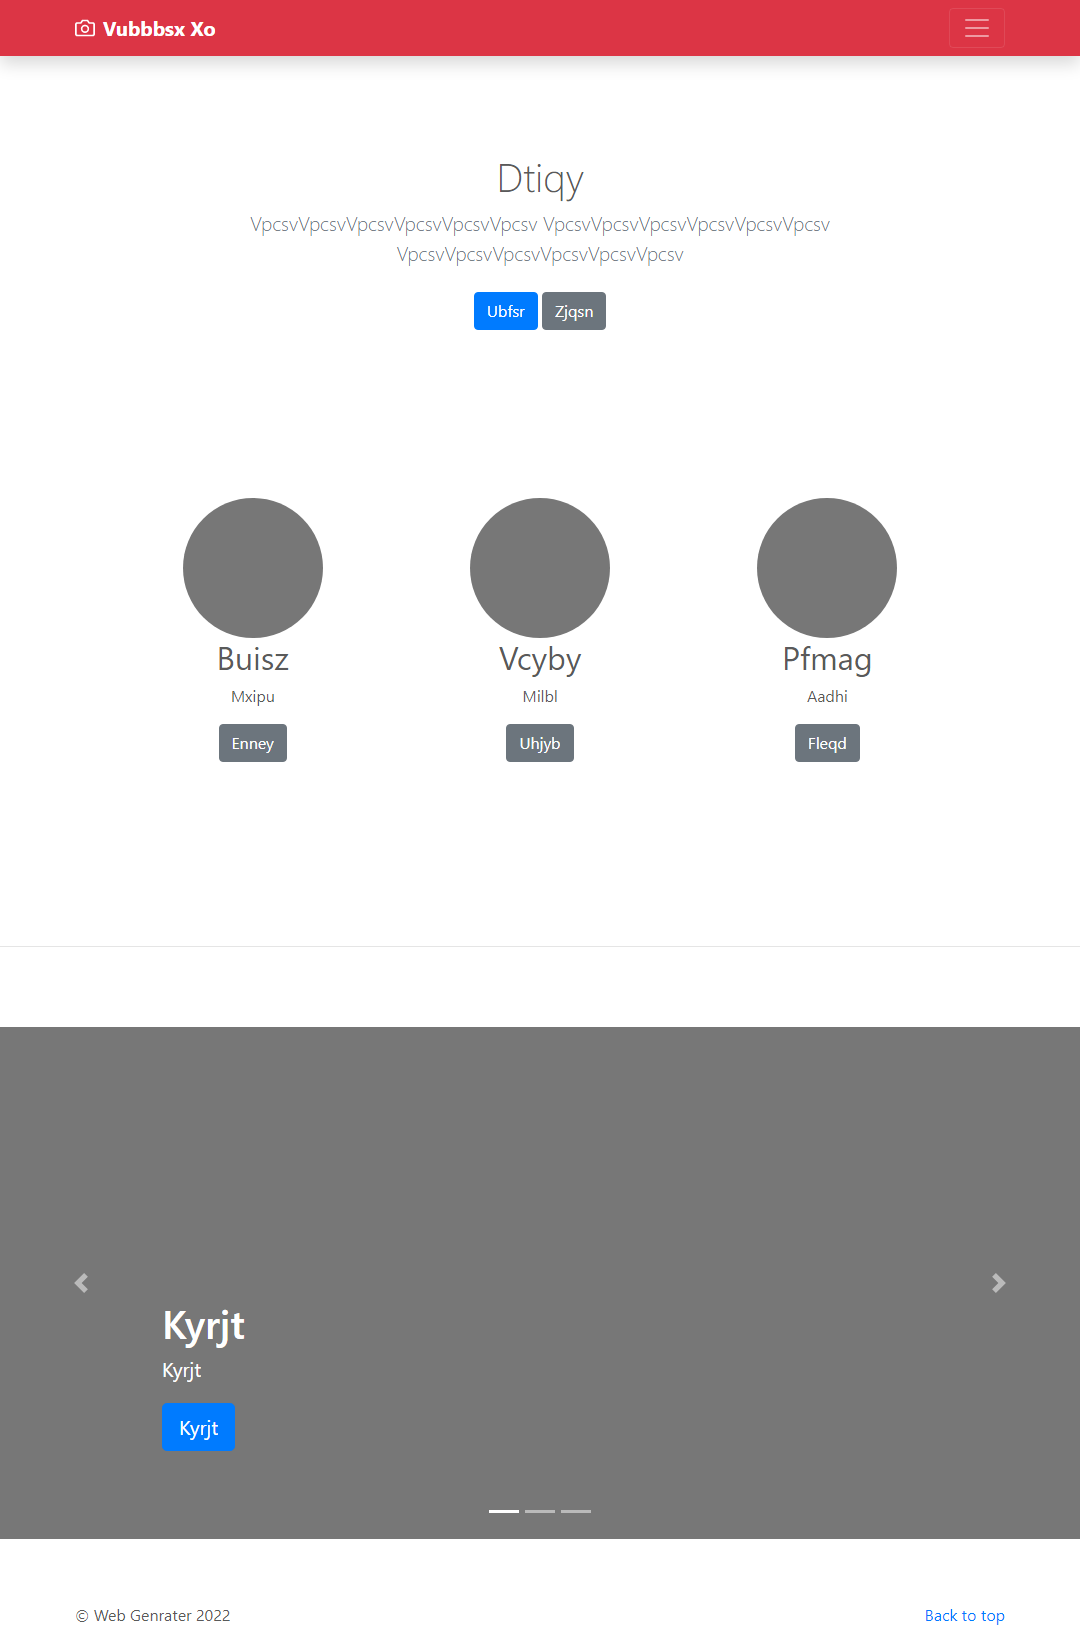 Vubbbsx Xo
Dtiqy
VpcsvVpcsvVpcsvVpcsvVpcsvVpcsv VpcsvVpcsvVpcsvVpcsvVpcsvVpcsv
VpcsvVpcsvVpcsvVpcsvVpcsvVpcsv
Ubfsr Zjqsn
Buisz Vcyby Pfmag
Mxipu Milbl Aadhi
Enney Uhjyb Fleqd
Kyrjt
Kyrjt
Kyrjt
© Web Genrater 2022 Back to top